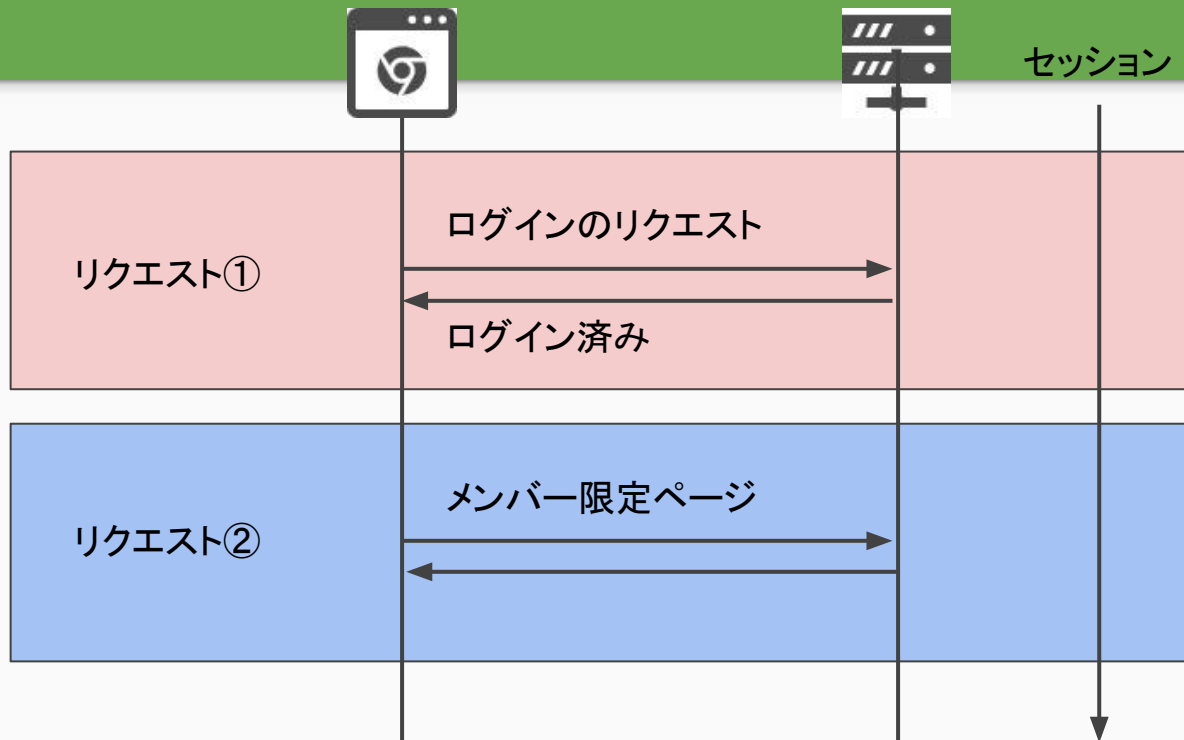 セッション
ログインのリクエスト
リクエスト①
ログイン済み
メンバー限定ページ
リクエスト②